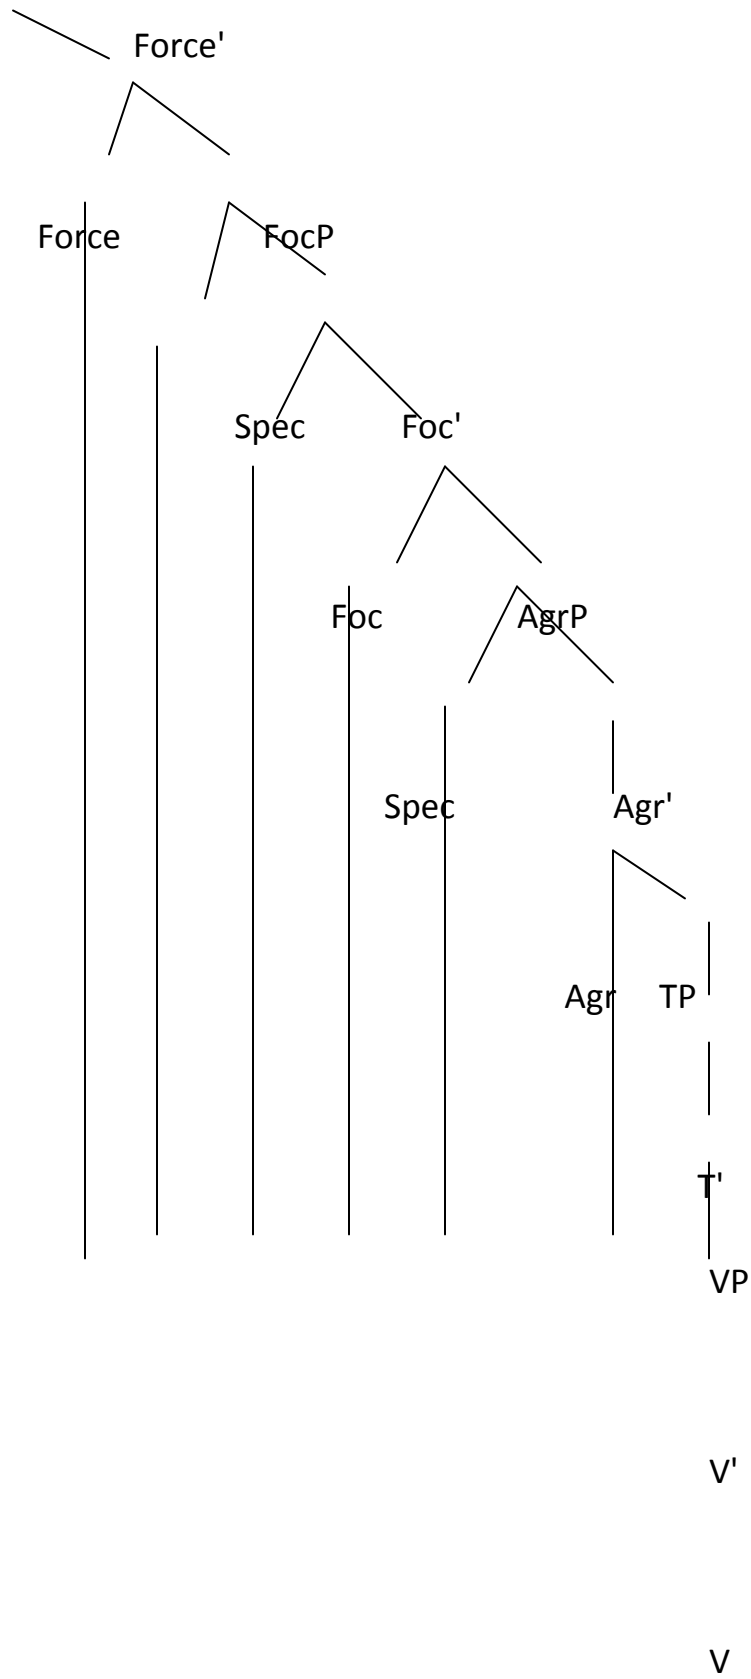 Force'
Force FocP
Spec Foc'
Foc AgrP
Spec Agr'
Agr TP
T'
VP
V'
V